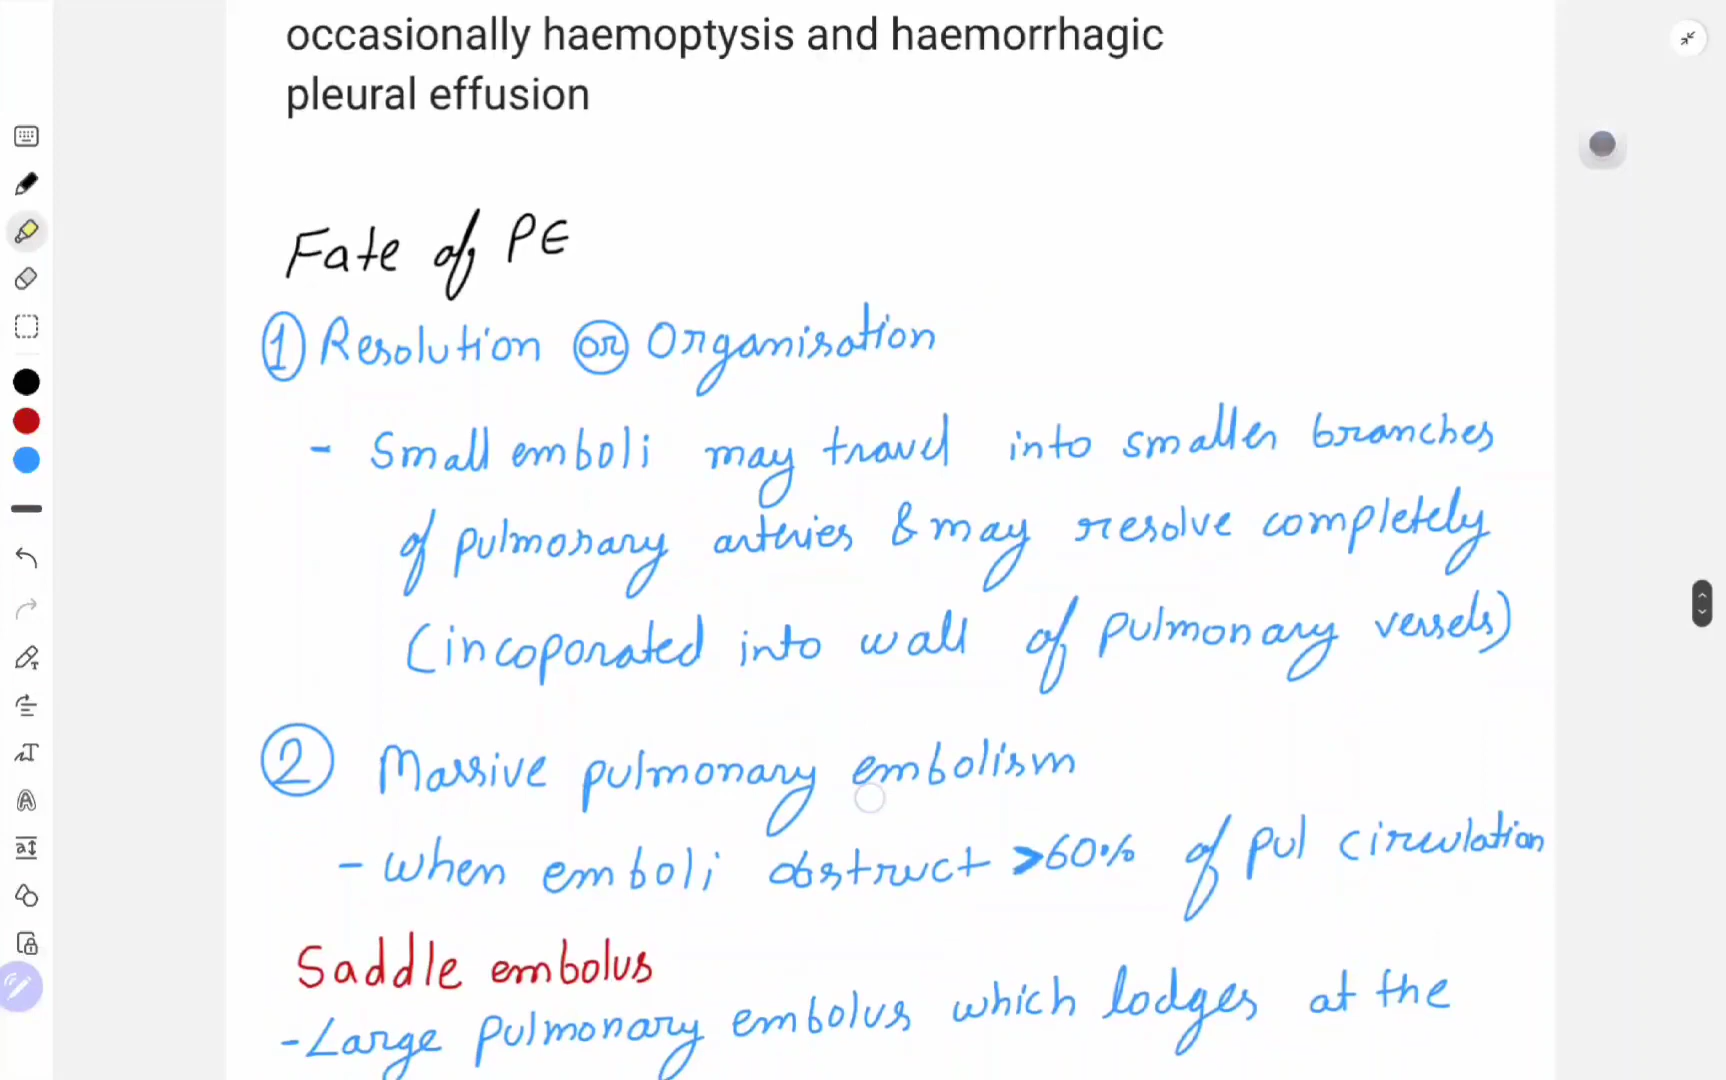 occasionally haemoptysis and haemorrhagic
pleural effusion
Fate of PE
① Resolution or Organisation
- Small emboli may travel into smaller branches
of pulmonary arteries & may resolve completely
(incoporated into wall of pulmonary vessels)
② Massive pulmonary embolism
- When emboli obstruct >60% of pul circulation
Saddle embolus
- Large pulmonary embolus which lodges at the